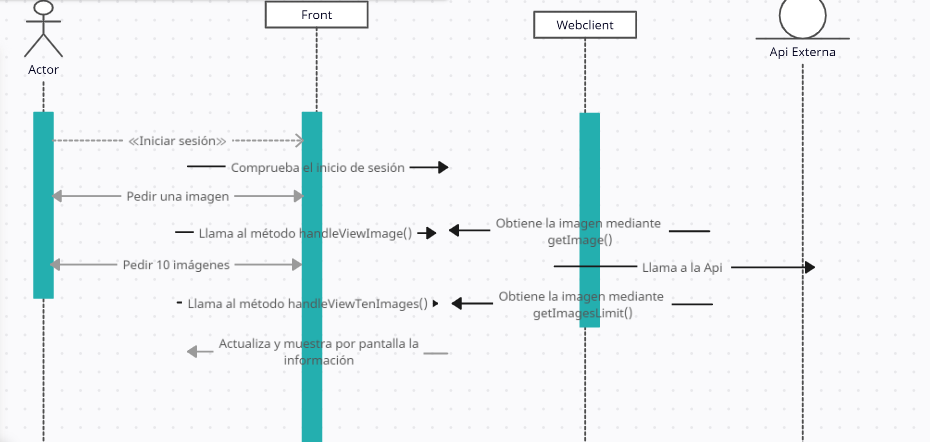 Front
Webclient
Actor
Api Externa
«Iniciar sesión»
Comprueba el inicio de sesión
Pedir una imagen
Llama al método handleViewImage()
Obtiene la imagen mediante
getImage()
Pedir 10 imágenes
Llama a la Api
Llama al método handleViewTenImages()
Obtiene la imagen mediante
getImagesLimit()
Actualiza y muestra por pantalla la
información